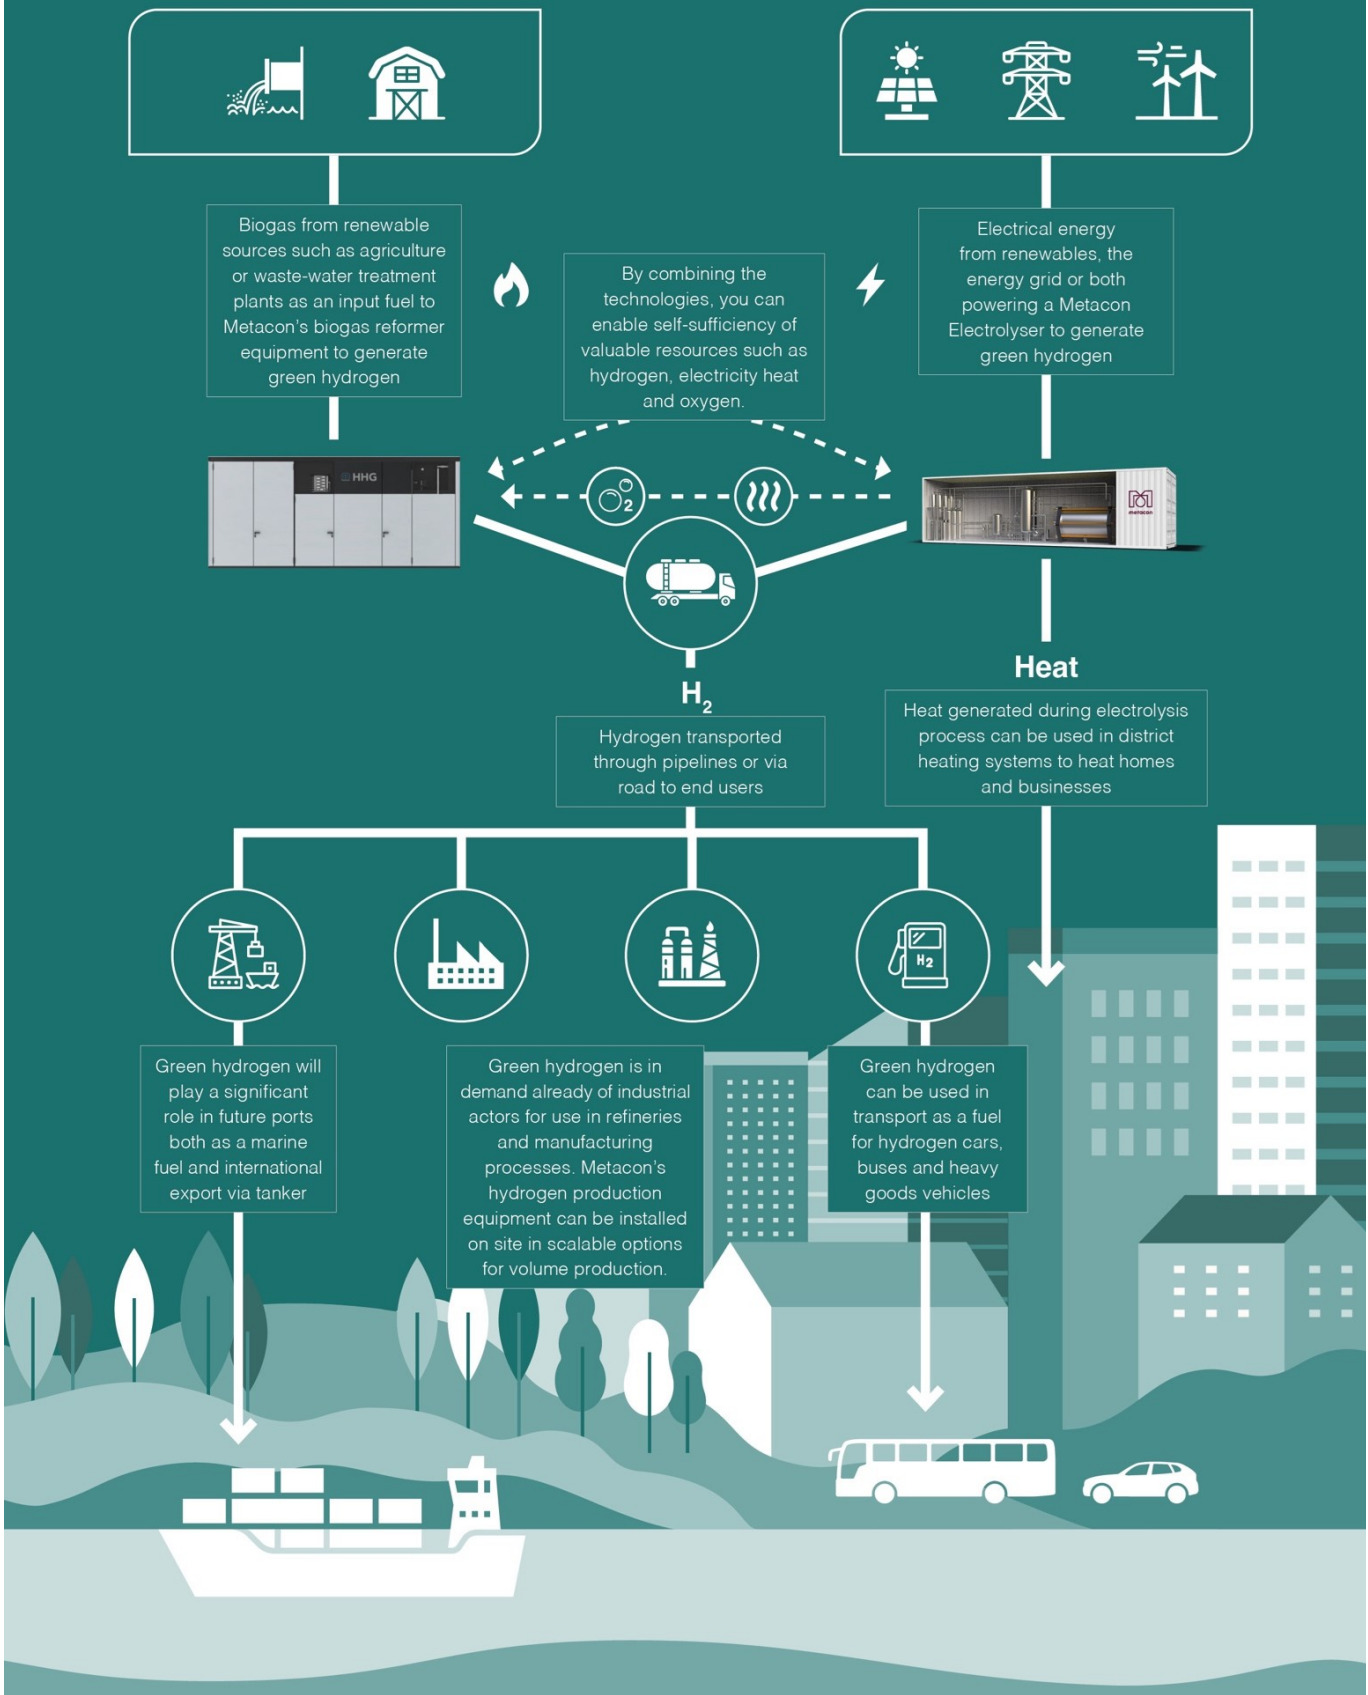 Biogas from renewable
sources such as agriculture
or waste-water treatment
plants as an input fuel to
Metacon's biogas reformer
equipment to generate
green hydrogen
By combining the
technologies, you can
enable self-sufficiency of
valuable resources such as
hydrogen, electricity heat
and oxygen.
Electrical energy
from renewables, the
energy grid or both
powering a Metacon
Electrolyser to generate
green hydrogen
HHG
2
metacon
H2
Hydrogen transported
through pipelines or via
road to end users
Heat
Heat generated during electrolysis
process can be used in district
heating systems to heat homes
and businesses
H2
Green hydrogen will
play a significant
role in future ports
both as a marine
fuel and international
export via tanker
Green hydrogen is in
demand already of industrial
actors for use in refineries
and manufacturing
processes. Metacon's
hydrogen production
equipment can be installed
on site in scalable options
for volume production.
Green hydrogen
can be used in
transport as a fuel
for hydrogen cars,
buses and heavy
goods vehicles